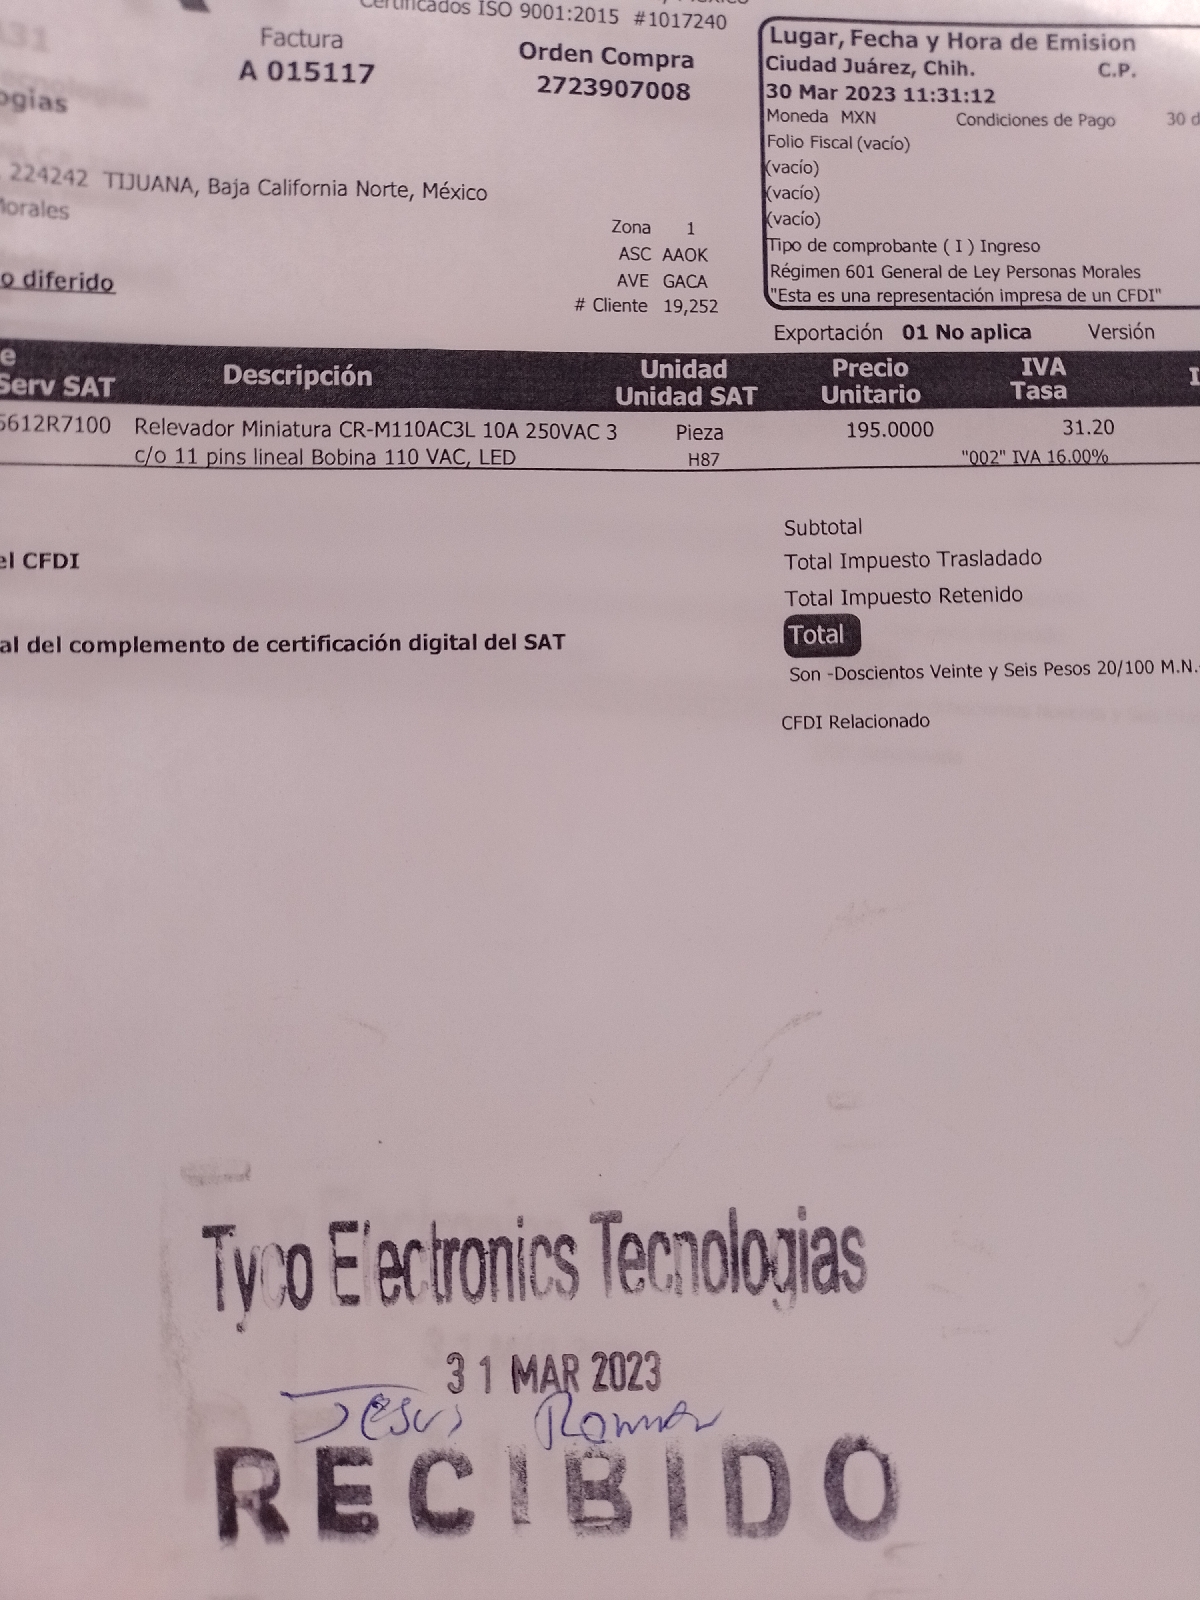 Certificados ISO 9001:2015 #1017240
Factura
A 015117
Orden Compra
2723907008
Lugar, Fecha y Hora de Emision
Ciudad Juárez, Chih. C.P.
30 Mar 2023 11:31:12
Moneda MXN Condiciones de Pago 30 d
Folio Fiscal (vacío)
(vacío)
(vacío)
(vacío)
Tipo de comprobante ( I ) Ingreso
Régimen 601 General de Ley Personas Morales
"Esta es una representación impresa de un CFDI"
ogias
224242 TIJUANA, Baja California Norte, México
Morales
Zona 1
ASC AAOK
AVE GACA
# Cliente 19,252
o diferido
Exportación 01 No aplica Versión
e
Serv SAT Descripción Unidad
Unidad SAT Precio
Unitario IVA
Tasa I
5612R7100 Relevador Miniatura CR-M110AC3L 10A 250VAC 3 Pieza 195.0000 31.20
c/o 11 pins lineal Bobina 110 VAC, LED H87 "002" IVA 16.00%
Subtotal
el CFDI
Total Impuesto Trasladado
Total Impuesto Retenido
Total
al del complemento de certificación digital del SAT
Son -Doscientos Veinte y Seis Pesos 20/100 M.N.-
CFDI Relacionado
Tyco Electronics Tecnologias
31 MAR 2023
Jesus Roman
RECIBIDO